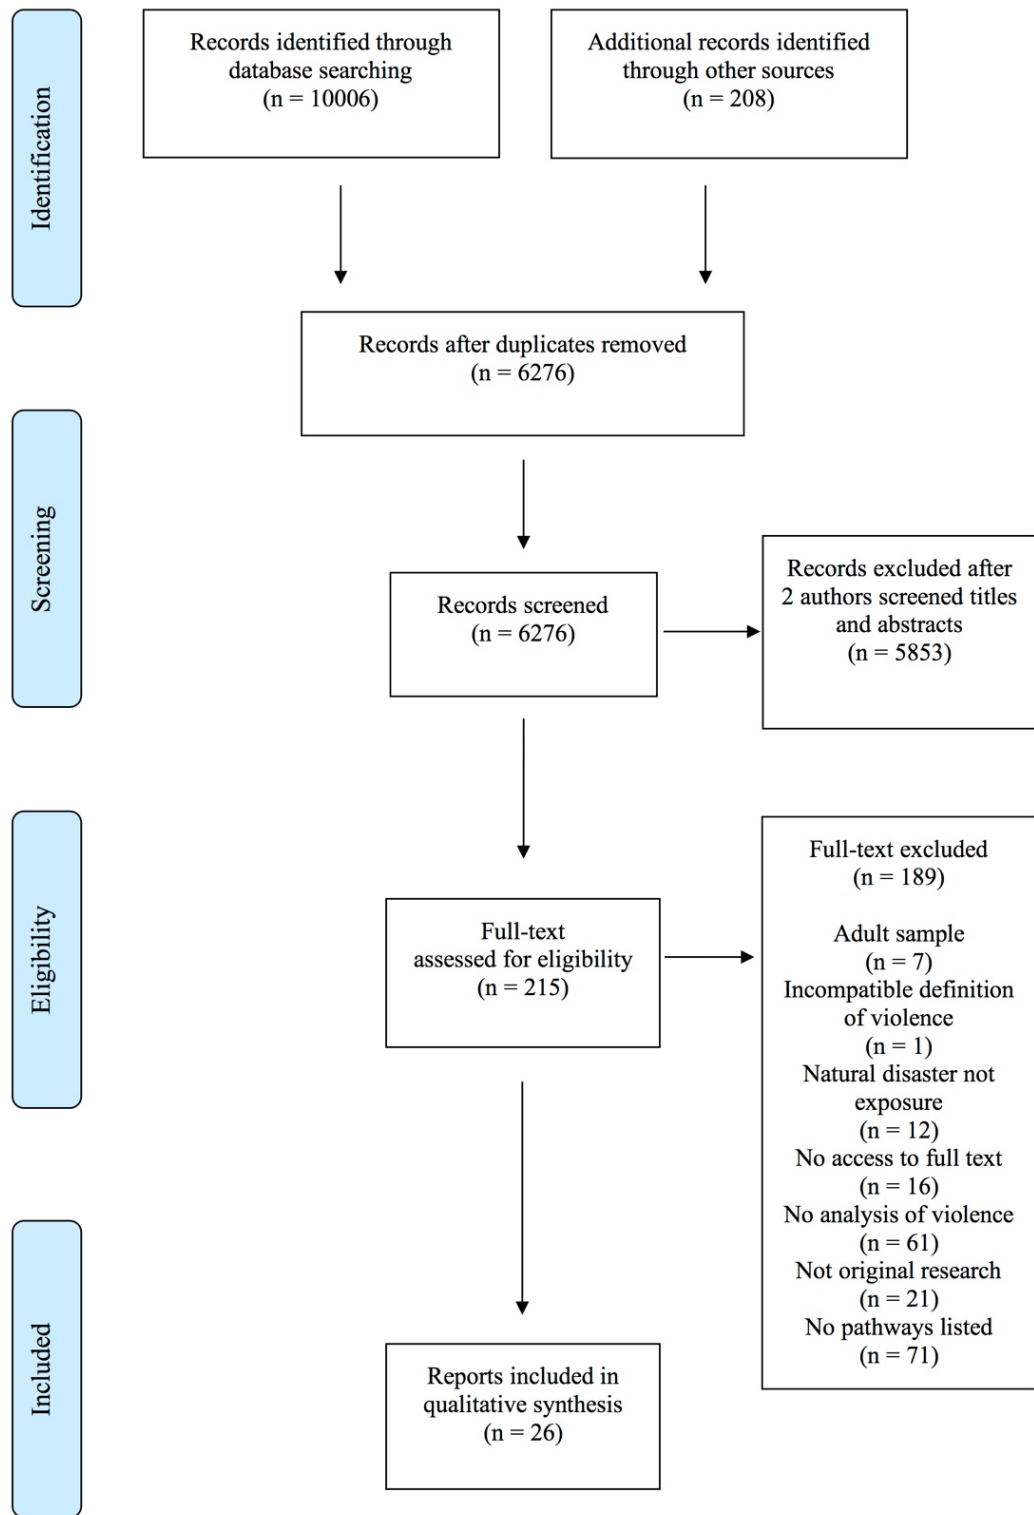 Identification
Records identified through
database searching
(n = 10006)
Additional records identified
through other sources
(n = 208)
Records after duplicates removed
(n = 6276)
Screening
Records screened
(n = 6276)
Records excluded after
2 authors screened titles
and abstracts
(n = 5853)
Eligibility
Full-text
assessed for eligibility
(n = 215)
Full-text excluded
(n = 189)
Adult sample
(n = 7)
Incompatible definition
of violence
(n = 1)
Natural disaster not
exposure
(n = 12)
No access to full text
(n = 16)
No analysis of violence
(n = 61)
Not original research
(n = 21)
No pathways listed
(n = 71)
Included
Reports included in
qualitative synthesis
(n = 26)